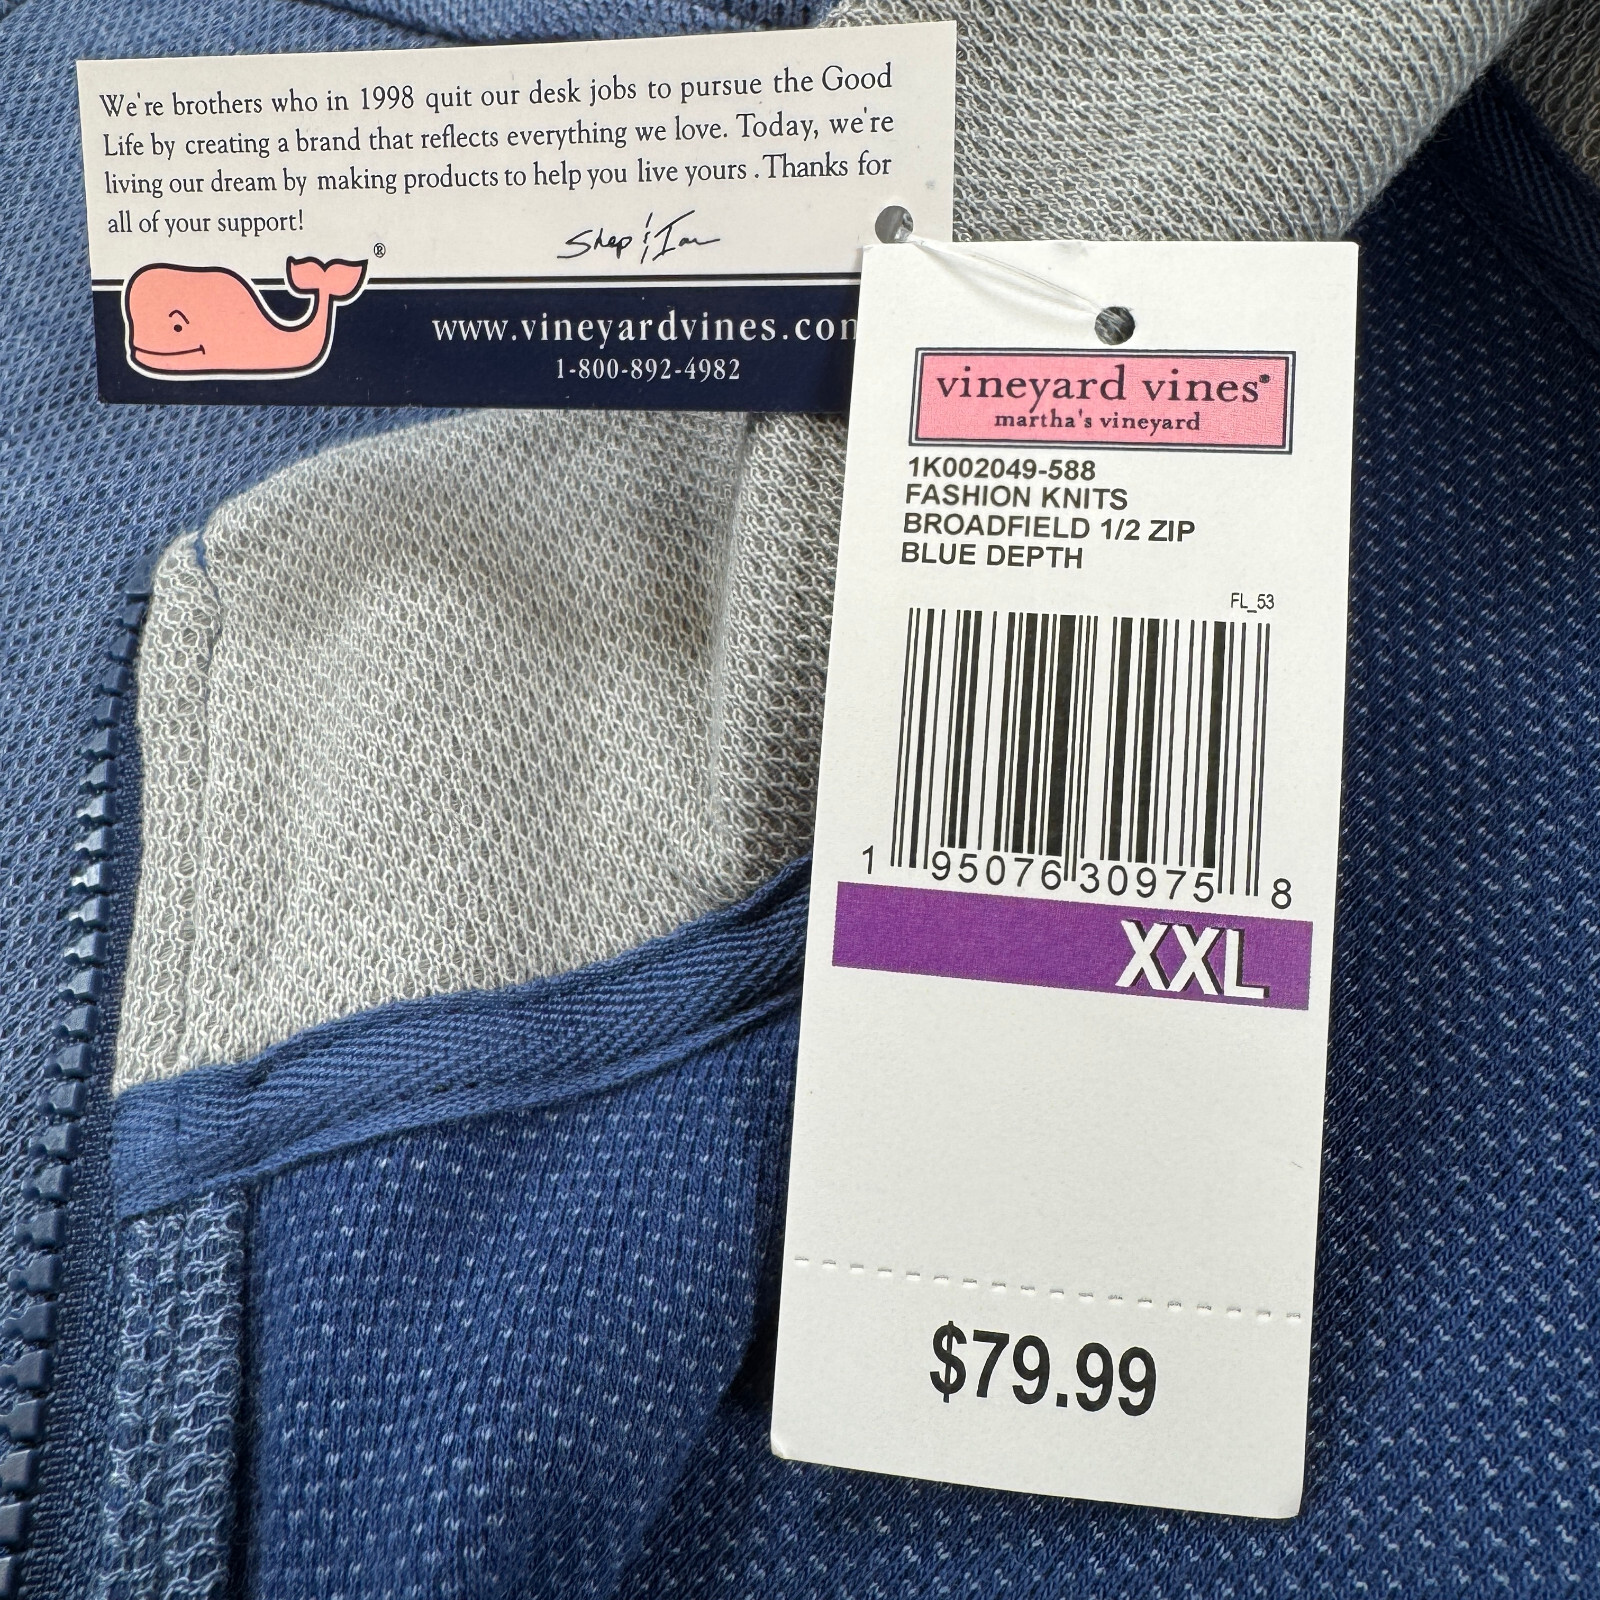 We're brothers who in 1998 quit our desk jobs to pursue the Good
Life by creating a brand that reflects everything we love. Today, we're
living our dream by making products to help you live yours . Thanks for
all of your support!
Shep & Ian
®
www.vineyardvines.com
1-800-892-4982
vineyard vines®
martha's vineyard
1K002049-588
FASHION KNITS
BROADFIELD 1/2 ZIP
BLUE DEPTH
FL_53
1 95076 30975 8
XXL
$79.99